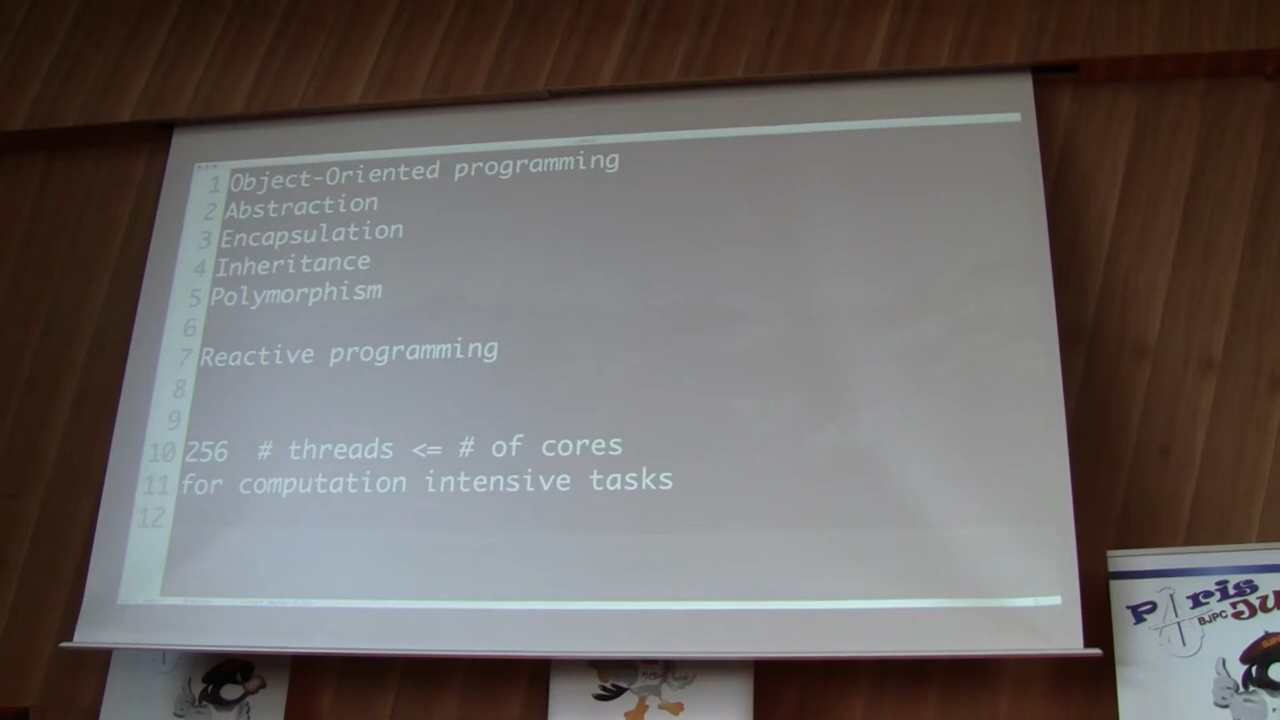 1 Object-Oriented programming
2 Abstraction
3 Encapsulation
4 Inheritance
5 Polymorphism
6
7 Reactive programming
8
9
10 256 # threads <= # of cores
11 for computation intensive tasks
12
Paris
BJPC